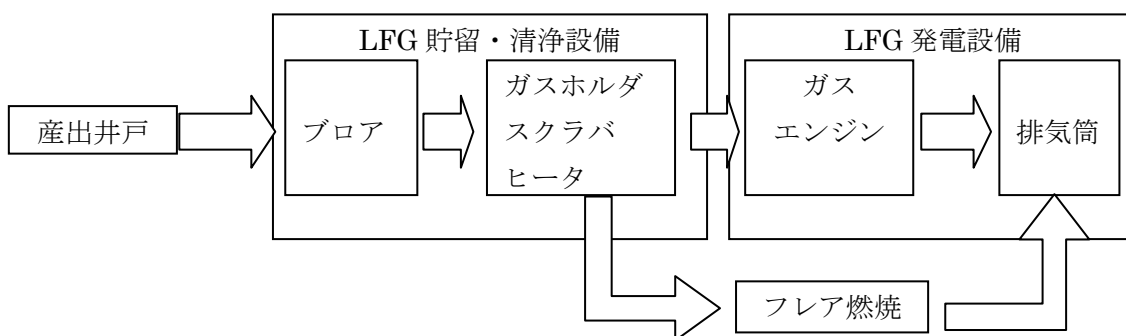 LFG 貯留・清浄設備
LFG 発電設備
産出井戸
ブロア
ガスホルダ
スクラバ
ヒータ
ガス
エンジン
排気筒
フレア燃焼